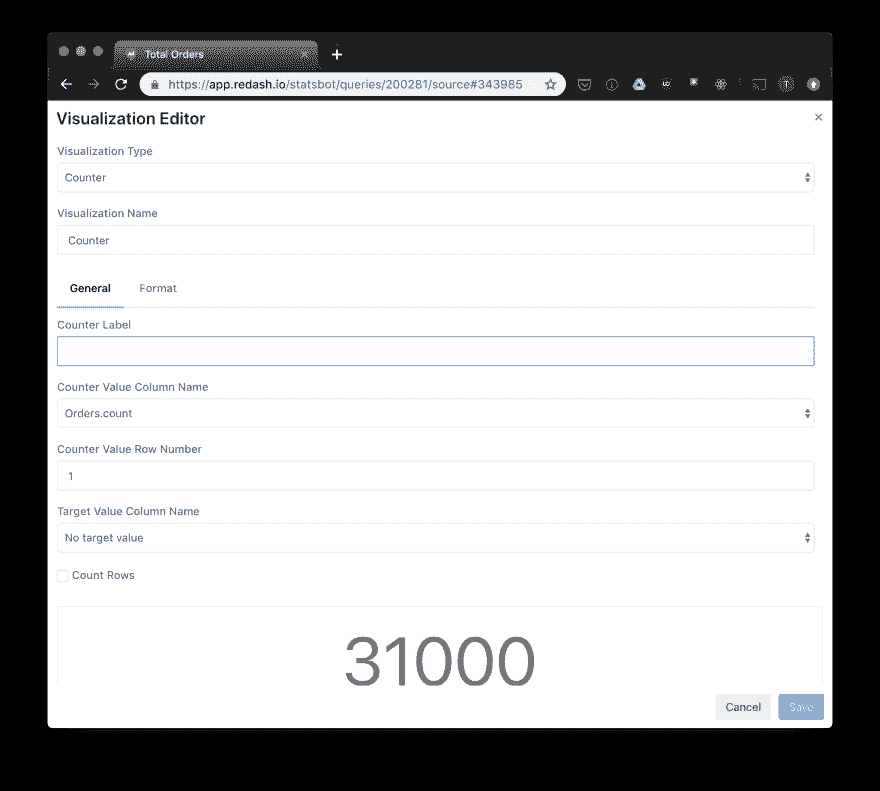 Total Orders
https://app.redash.io/statsbot/queries/200281/source#343985
Visualization Editor
Visualization Type
Counter
Visualization Name
Counter
General Format
Counter Label
Counter Value Column Name
Orders.count
Counter Value Row Number
1
Target Value Column Name
No target value
Count Rows
31000
Cancel Save